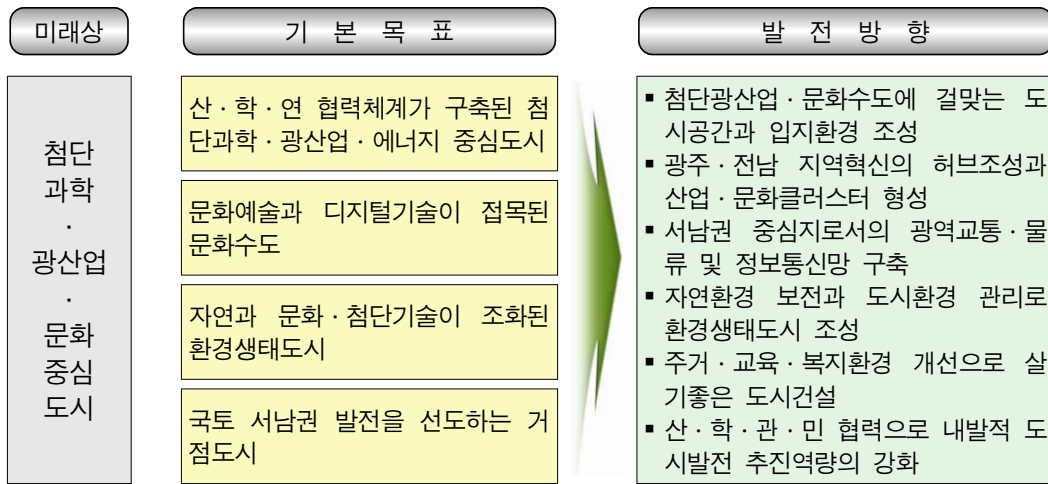 미래상
기 본 목 표
발 전 방 향
첨단
과학
·
광산업
·
문화
중심
도시
산·학·연 협력체계가 구축된 첨
단과학·광산업·에너지 중심도시
문화예술과 디지털기술이 접목된
문화수도
자연과 문화·첨단기술이 조화된
환경생태도시
국토 서남권 발전을 선도하는 거
점도시
▪ 첨단광산업·문화수도에 걸맞는 도
시공간과 입지환경 조성
▪ 광주·전남 지역혁신의 허브조성과
산업·문화클러스터 형성
▪ 서남권 중심지로서의 광역교통·물
류 및 정보통신망 구축
▪ 자연환경 보전과 도시환경 관리로
환경생태도시 조성
▪ 주거·교육·복지환경 개선으로 살
기좋은 도시건설
▪ 산·학·관·민 협력으로 내발적 도
시발전 추진역량의 강화